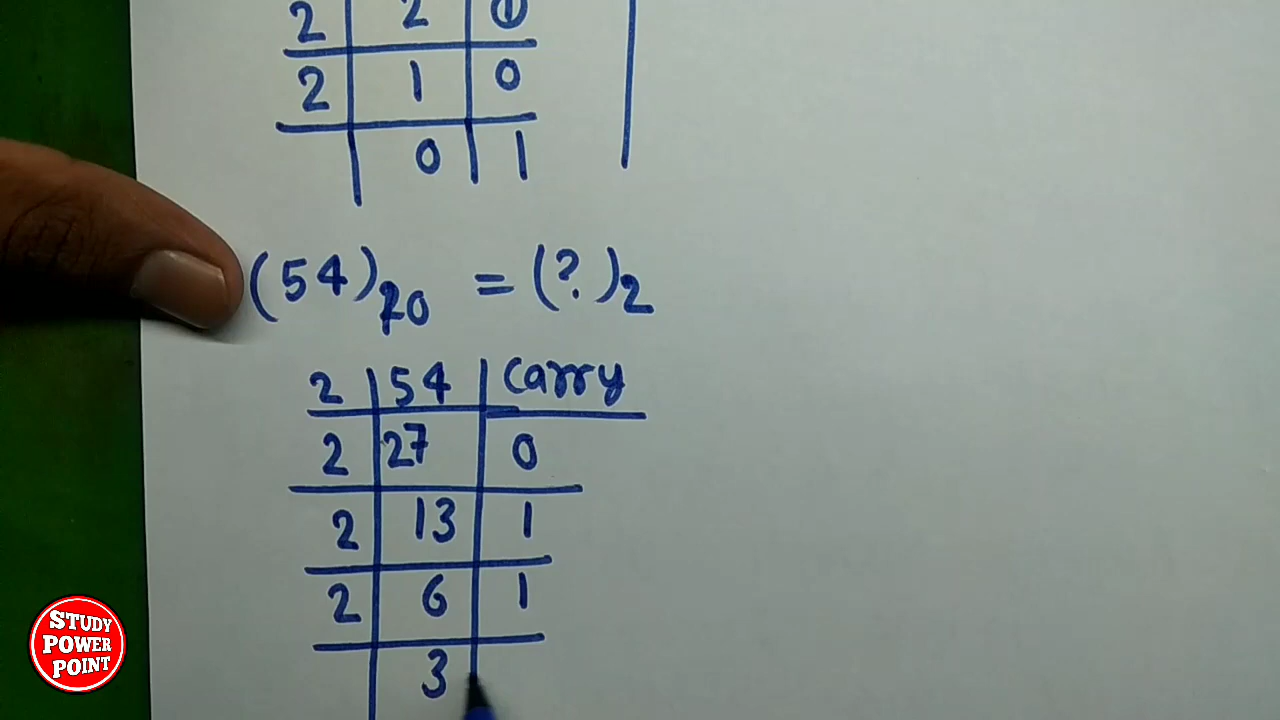 2 2 0
2 1 0
0 1
(54)10 = (?)2
2 54 Carry
2 27 0
2 13 1
2 6 1
3
STUDY
POWER
POINT